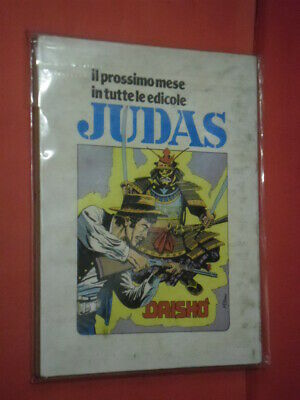 il prossimo mese
in tutte le edicole
JUDAS
DAISHO